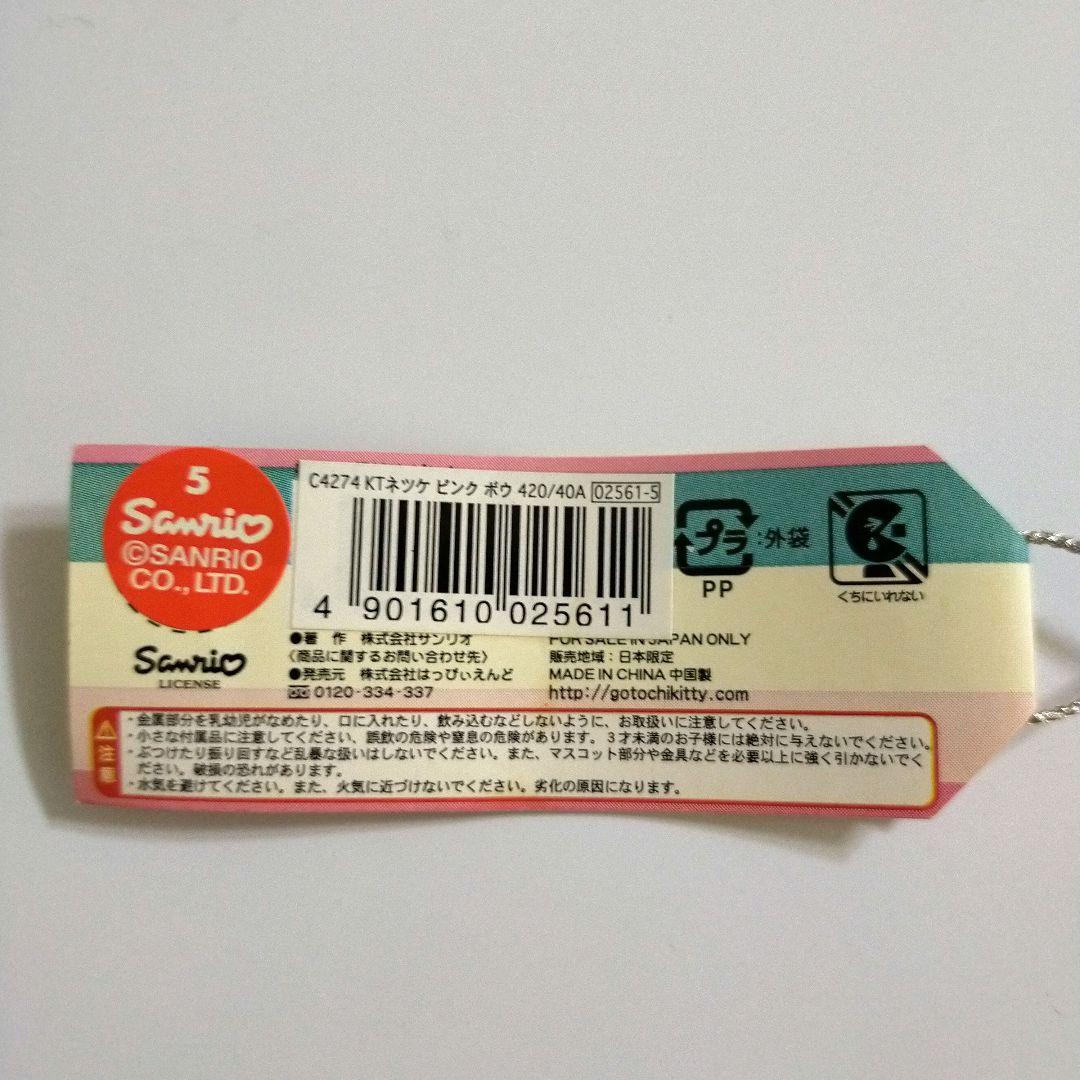 5
Sanrio
©SANRIO
CO., LTD.
C4274 KTネツケ ピンク ボウ 420/40A 02561-5
4 901610 025611
プラ :外袋
PP
くちにいれない
Sanrio
LICENSE
●著 作 株式会社サンリオ
〈商品に関するお問い合わせ先〉
●発売元 株式会社はっぴぃえんど
0120-334-337
FOR SALE IN JAPAN ONLY
販売地域:日本限定
MADE IN CHINA 中国製
http://gotochikitty.com
注意
・金属部分を乳幼児がなめたり、口に入れたり、飲み込むなどしないように、お取扱いに注意してください。
・小さな付属品に注意してください、誤飲の危険や窒息の危険があります。3才未満のお子様には絶対に与えないでください。
・ぶつけたり振り回すなど乱暴な扱いはしないでください。また、マスコット部分や金具などを必要以上に強く引かないでく
ださい。破損の恐れがあります。
・水気を避けてください。また、火気に近づけないでください。劣化の原因になります。